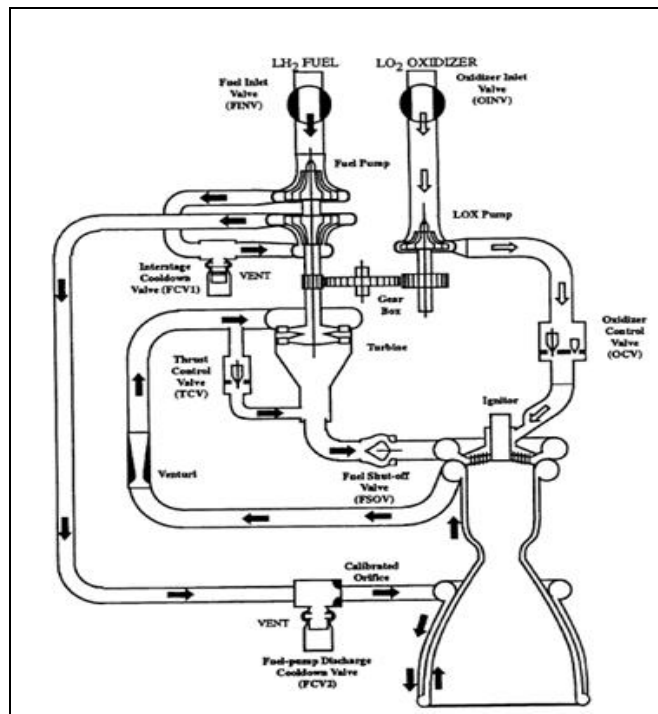 LH2 FUEL
LO2 OXIDIZER
Fuel Inlet
Valve
(FINV)
Oxidizer Inlet
Valve
(OINV)
Fuel Pump
LOX Pump
Interstage
Cooldown
Valve (FCV1)
VENT
Gear
Box
Oxidizer
Control
Valve
(OCV)
Thrust
Control
Valve
(TCV)
Turbine
Ignitor
Venturi
Fuel Shut-off
Valve
(FSOV)
Calibrated
Orifice
VENT
Fuel-pump Discharge
Cooldown Valve
(FCV2)